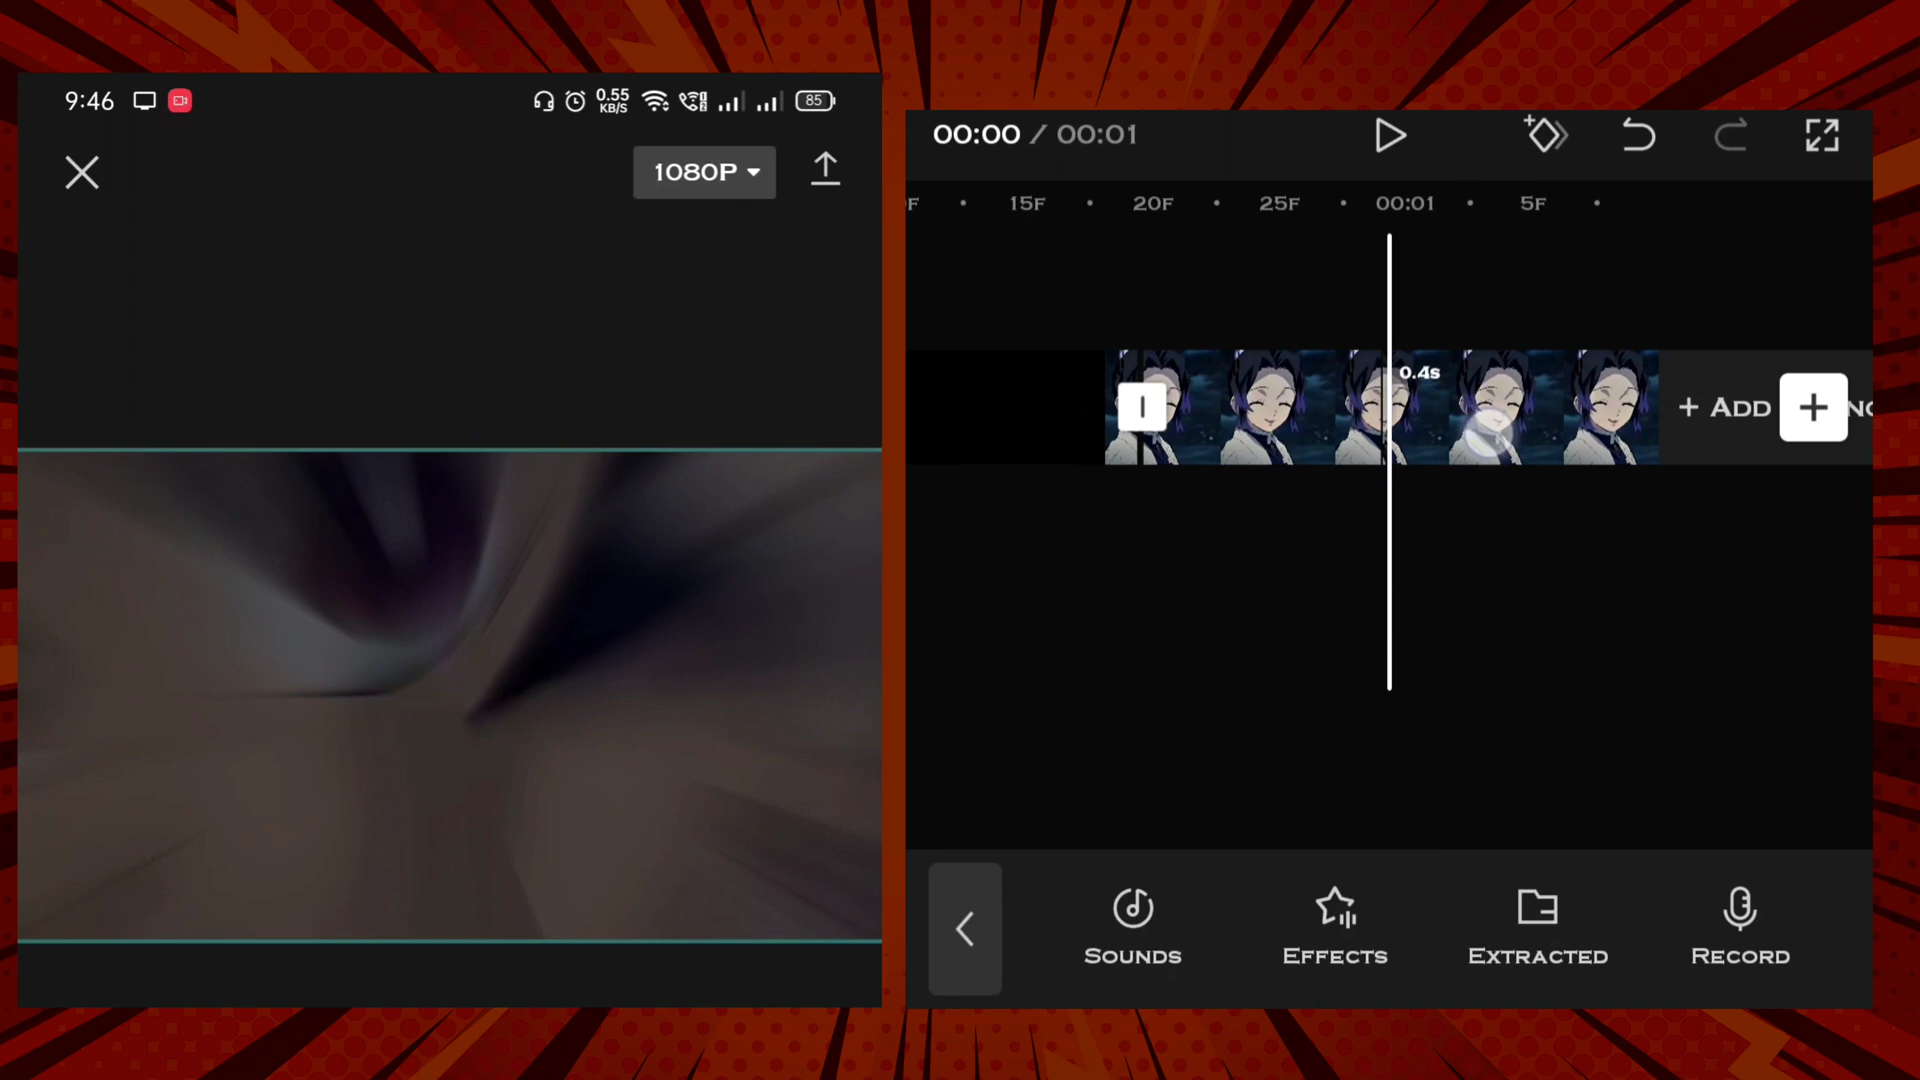 9:46
0.55
KB/S
85
1080P
00:00 / 00:01
F 15F 20F 25F 00:01 5F
0.4s
+ ADD
SOUNDS EFFECTS EXTRACTED RECORD